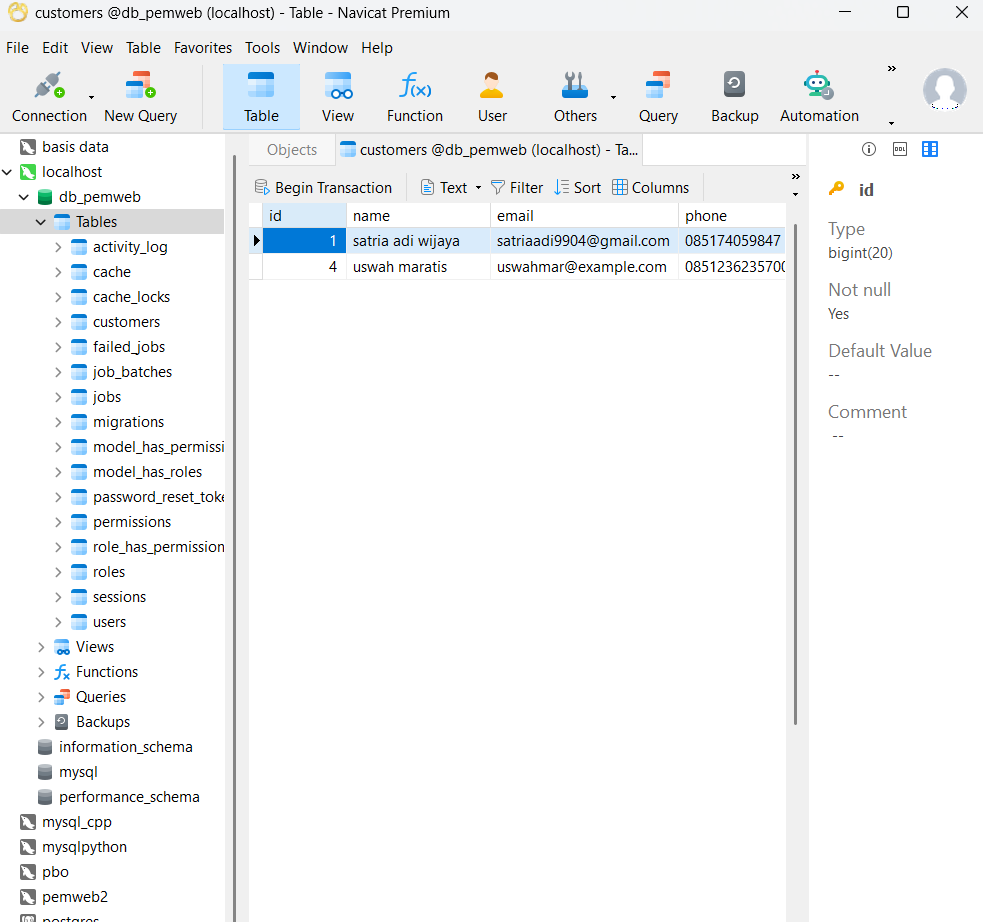 customers @db_pemweb (localhost) - Table - Navicat Premium
File Edit View Table Favorites Tools Window Help
Connection New Query Table View Function User Others Query Backup Automation
basis data
localhost
db_pemweb
Tables
activity_log
cache
cache_locks
customers
failed_jobs
job_batches
jobs
migrations
model_has_permissi
model_has_roles
password_reset_toke
permissions
role_has_permission
roles
sessions
users
Views
Functions
Queries
Backups
information_schema
mysql
performance_schema
mysql_cpp
mysqlpython
pbo
pemweb2
postgres
Objects customers @db_pemweb (localhost) - Ta...
Begin Transaction Text Filter Sort Columns
id name email phone
1 satria adi wijaya satriaadi9904@gmail.com 085174059847
4 uswah maratis uswahmar@example.com 0851236235700
DDL
id
Type
bigint(20)
Not null
Yes
Default Value
--
Comment
--